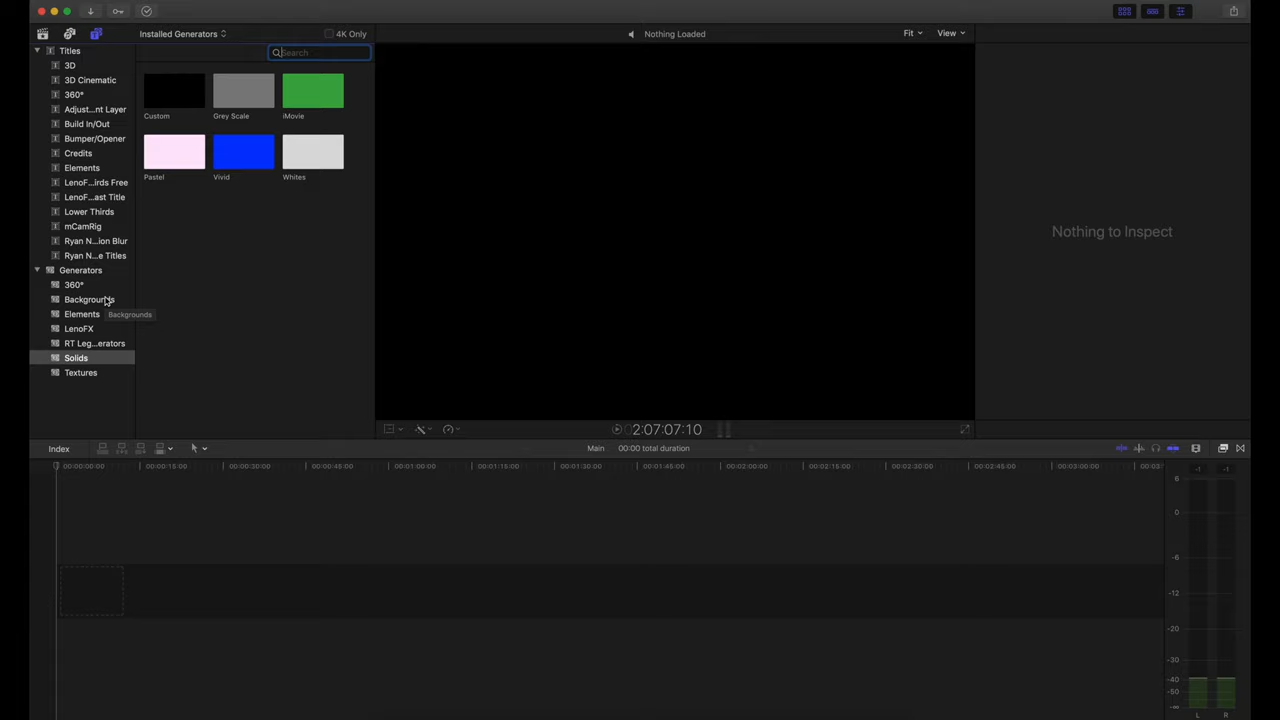 Installed Generators
4K Only
Nothing Loaded
Fit
View
Titles
Search
3D
3D Cinematic
360°
Adjust...nt Layer
Build In/Out
Bumper/Opener
Credits
Elements
LenoF...irds Free
LenoF...ast Title
Lower Thirds
mCamRig
Ryan N...ion Blur
Ryan N...e Titles
Generators
360°
Backgrounds
Elements
Backgrounds
LenoFX
RT Leg...erators
Solids
Textures
Custom
Grey Scale
iMovie
Pastel
Vivid
Whites
Nothing to Inspect
2:07:07:10
Index
Main
00:00 total duration
00:00:00:00
00:00:15:00
00:00:30:00
00:00:45:00
00:01:00:00
00:01:15:00
00:01:30:00
00:01:45:00
00:02:00:00
00:02:15:00
00:02:30:00
00:02:45:00
00:03:00:00
00:03
-1
-1
6
0
-6
-12
-20
-30
-40
-50
-∞
L
R